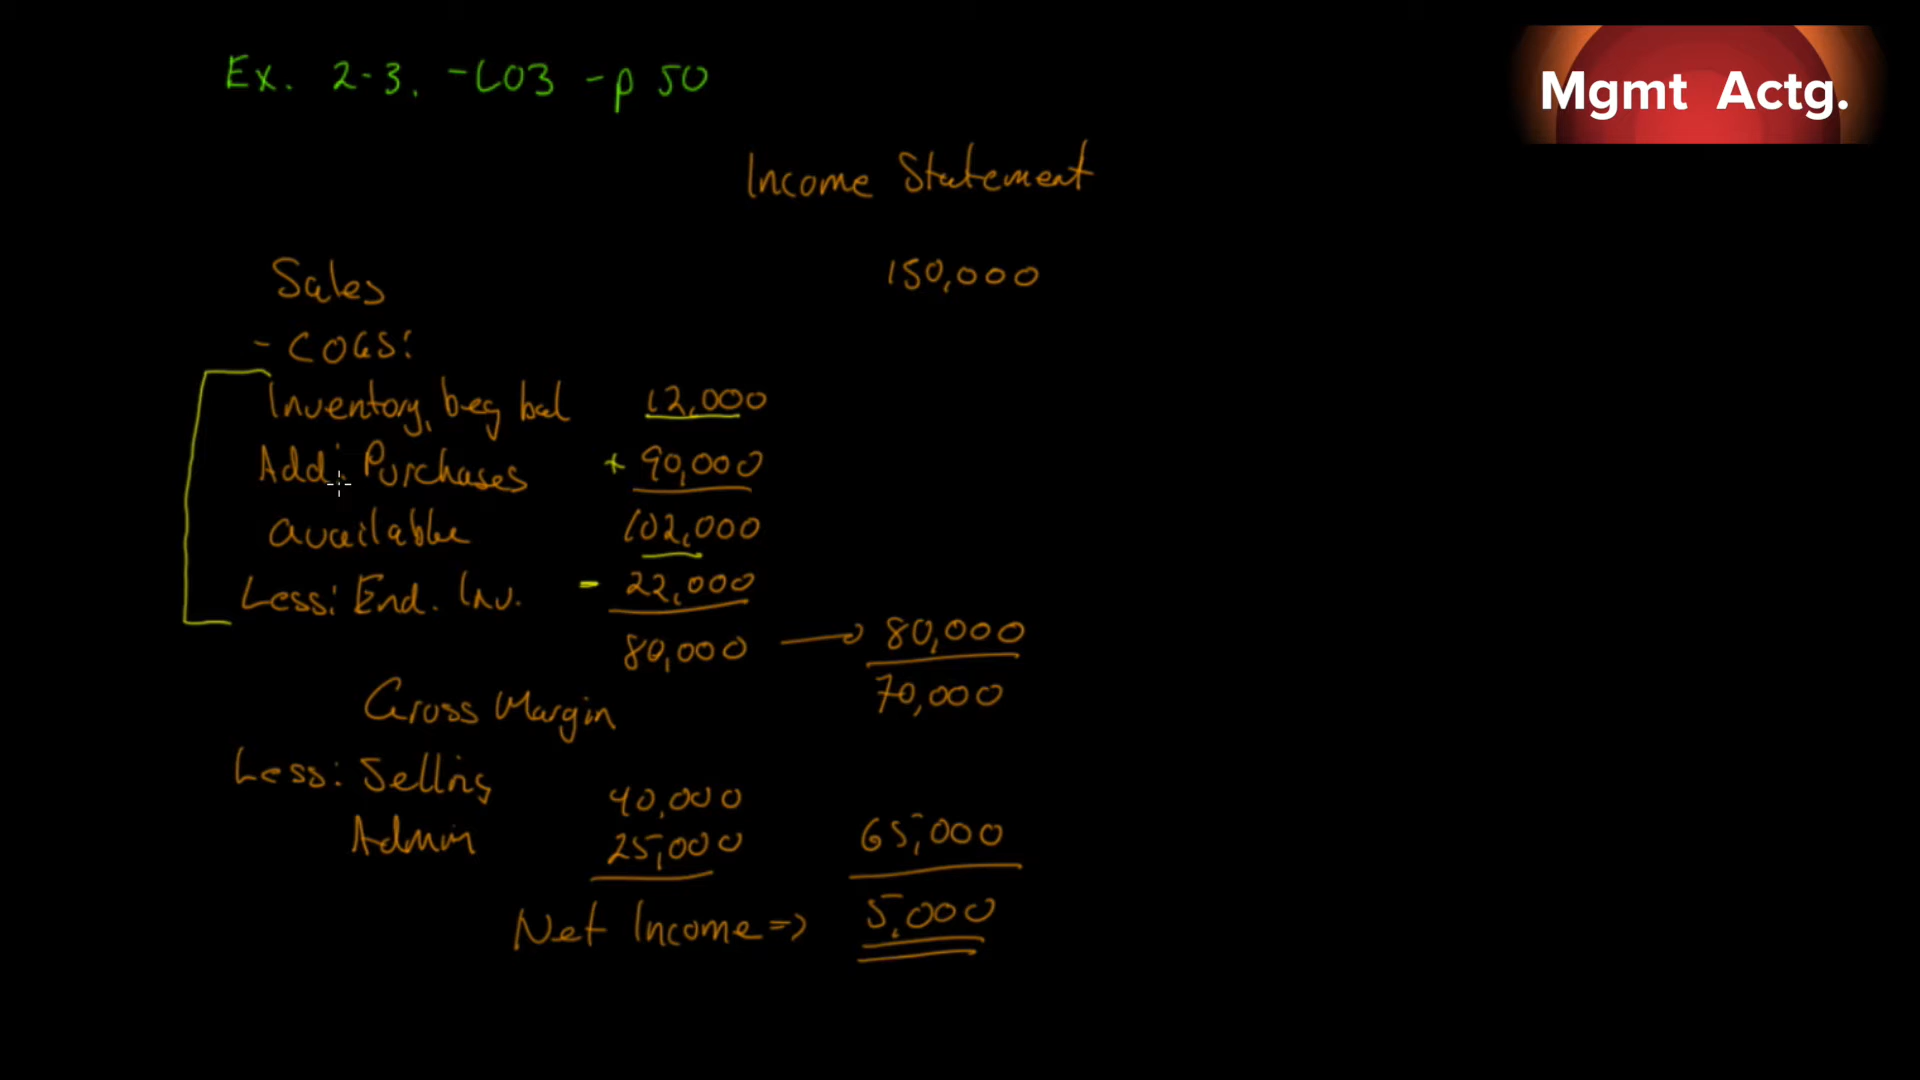 Ex. 2-3. -LO3 -p 50
Mgmt Actg.
Income Statement
Sales 150,000
- COGS:
Inventory, beg bal 12,000
Add: Purchases + 90,000
available 102,000
Less: End. Inv. - 22,000
80,000 → 80,000
Gross Margin 70,000
Less: Selling 40,000
Admin 25,000 65,000
Net Income => 5,000